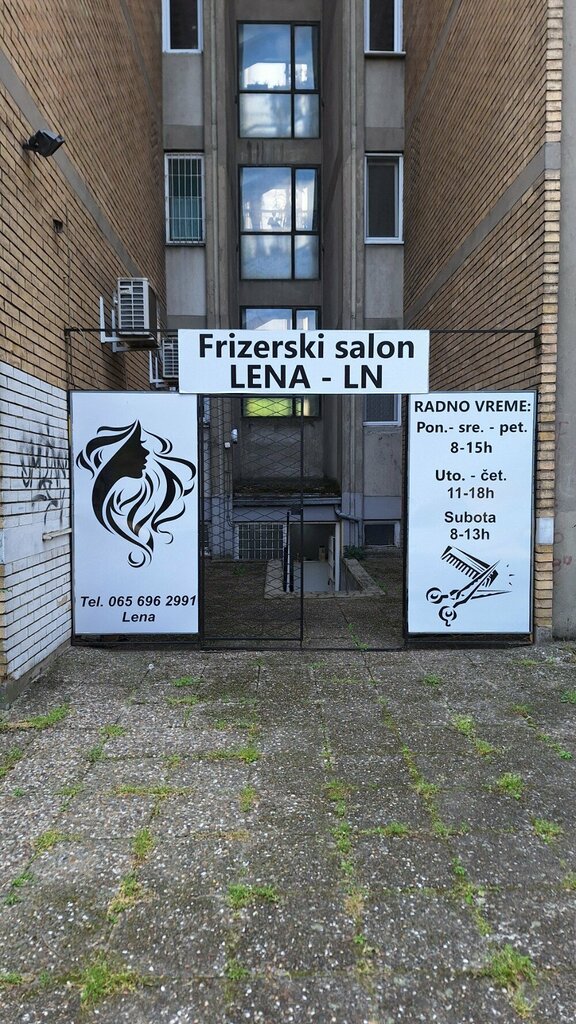 Frizerski salon
LENA - LN
Tel. 065 696 2991
Lena
RADNO VREME:
Pon.- sre. - pet.
8-15h
Uto. - čet.
11-18h
Subota
8-13h